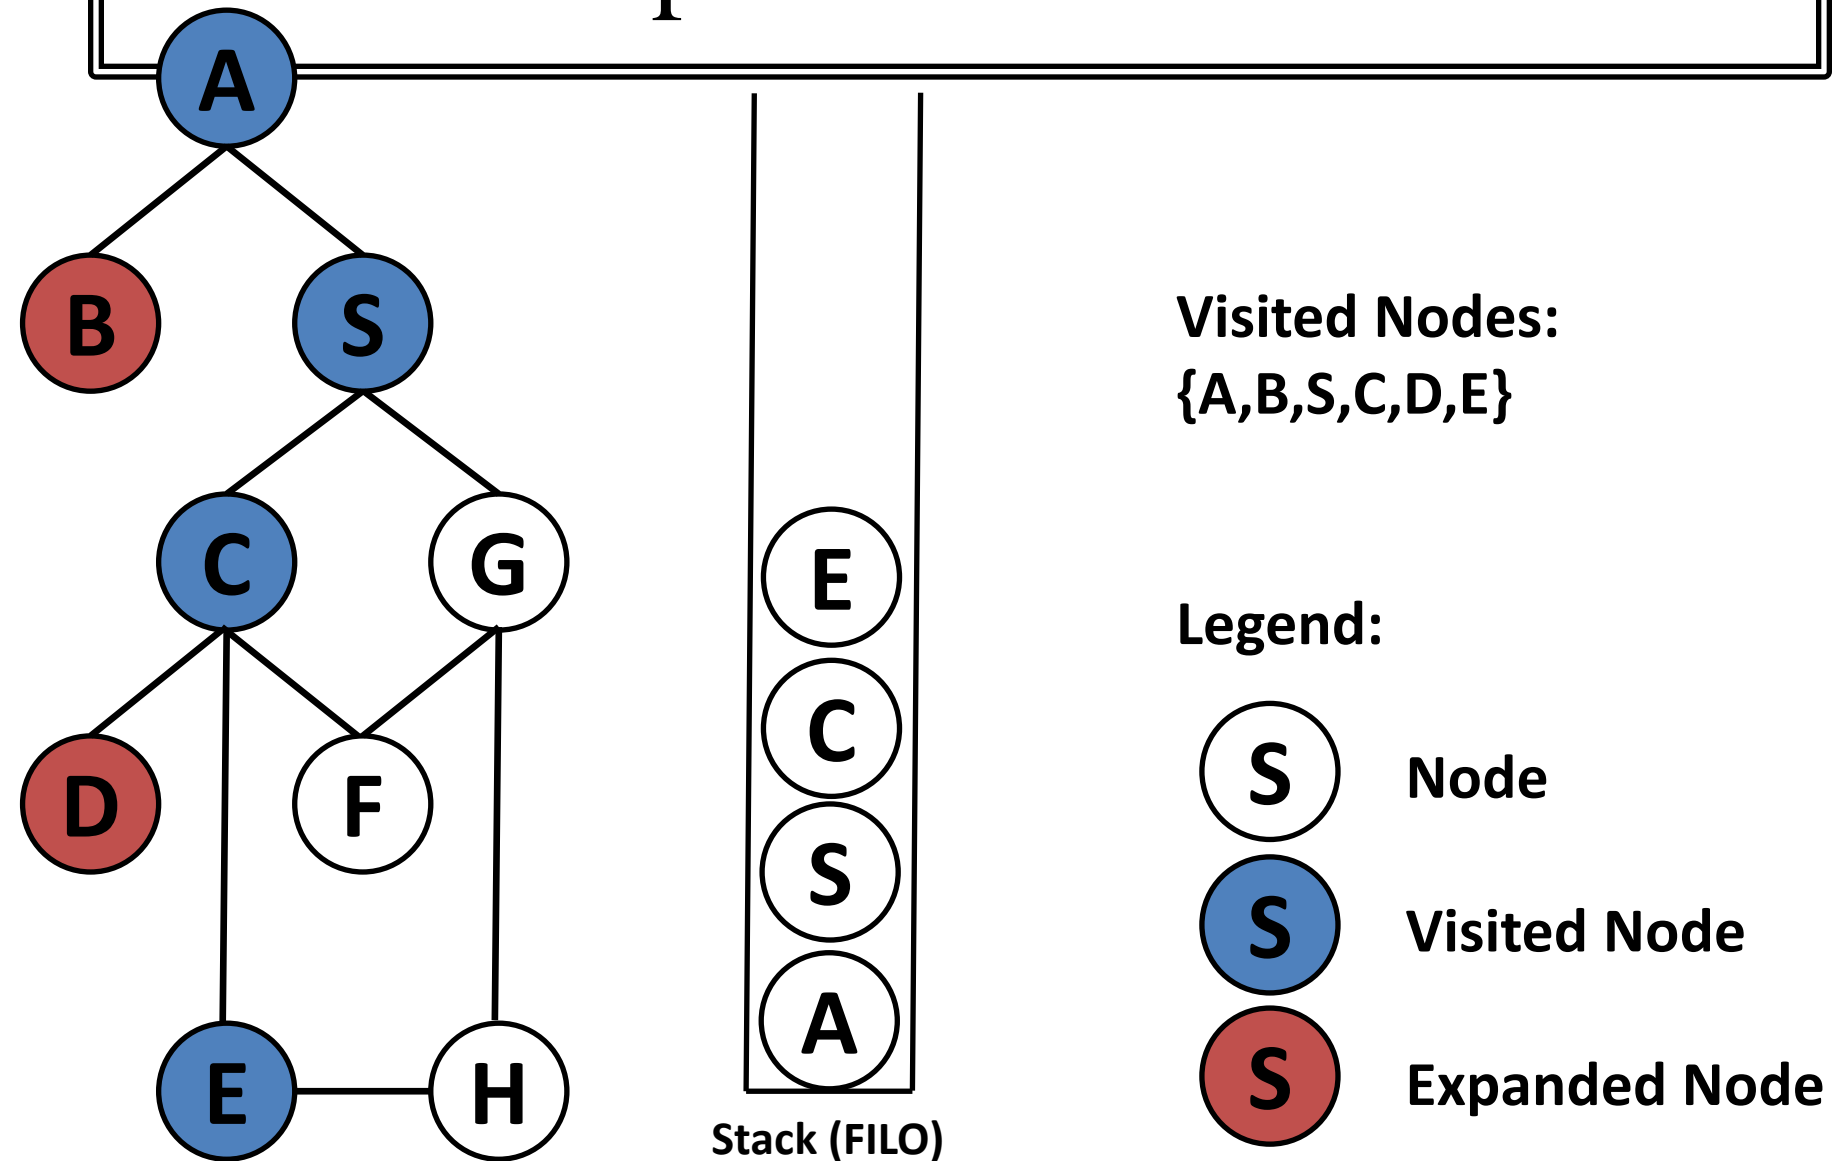 A
B
S
Visited Nodes:
{A,B,S,C,D,E}
C
G
E
C
Legend:
D
F
S
S
Node
S
Visited Node
A
E
H
S
Expanded Node
Stack (FILO)